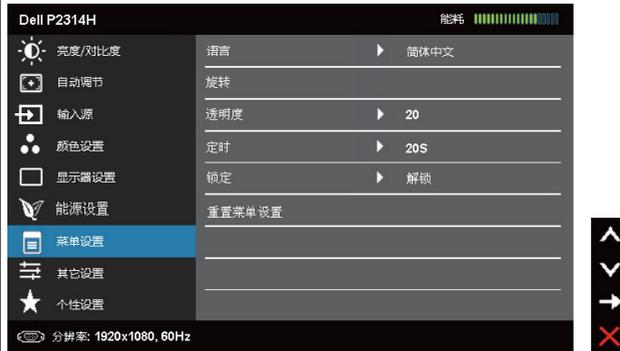 Dell P2314H 能耗
亮度/对比度 语言 简体中文
自动调节 旋转
输入源 透明度 20
颜色设置 定时 20S
显示器设置 锁定 解锁
能源设置 重置菜单设置
菜单设置
其它设置
个性设置
分辨率: 1920x1080, 60Hz